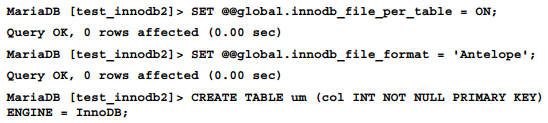 MariaDB [test_innodb2]> SET @@global.innodb_file_per_table = ON;
Query OK, 0 rows affected (0.00 sec)
MariaDB [test_innodb2]> SET @@global.innodb_file_format = 'Antelope';
Query OK, 0 rows affected (0.00 sec)
MariaDB [test_innodb2]> CREATE TABLE um (col INT NOT NULL PRIMARY KEY)
ENGINE = InnoDB;